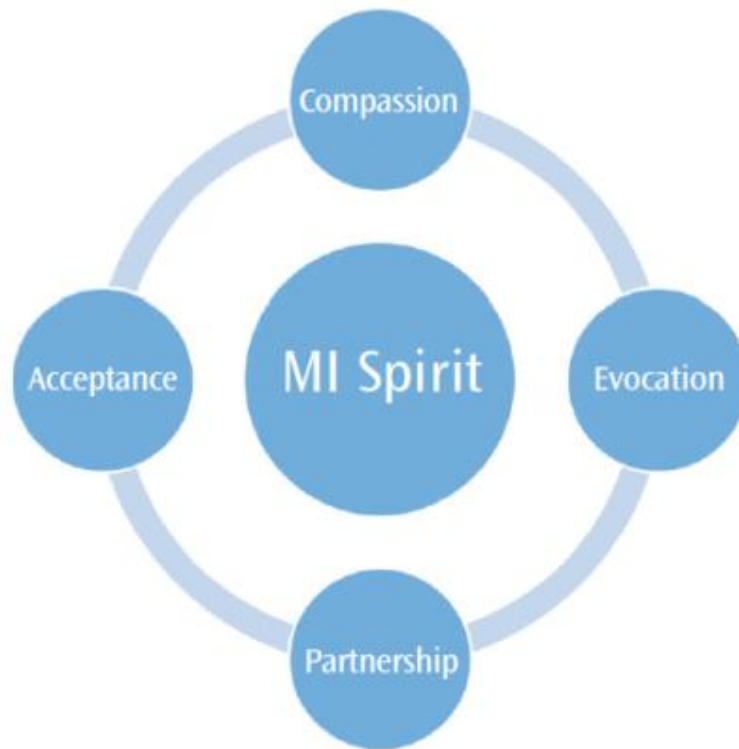 Compassion
Acceptance
MI Spirit
Evocation
Partnership